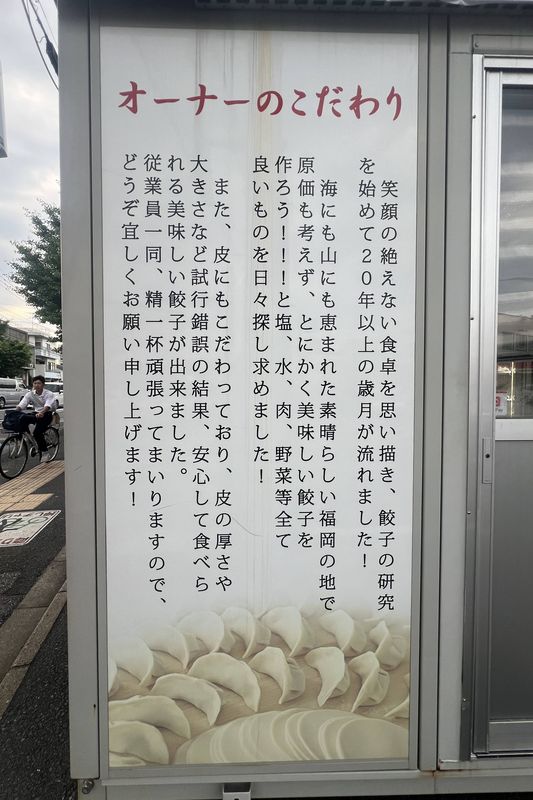 オーナーのこだわり
笑顔の絶えない食卓を思い描き、餃子の研究
を始めて20年以上の歳月が流れました！
海にも山にも恵まれた素晴らしい福岡の地で
原価も考えず、とにかく美味しい餃子を
作ろう！！！と塩、水、肉、野菜等全て
良いものを日々探し求めました！
また、皮にもこだわっており、皮の厚さや
大きさなど試行錯誤の結果、安心して食べら
れる美味しい餃子が出来ました。
従業員一同、精一杯頑張ってまいりますので、
どうぞ宜しくお願い申し上げます！